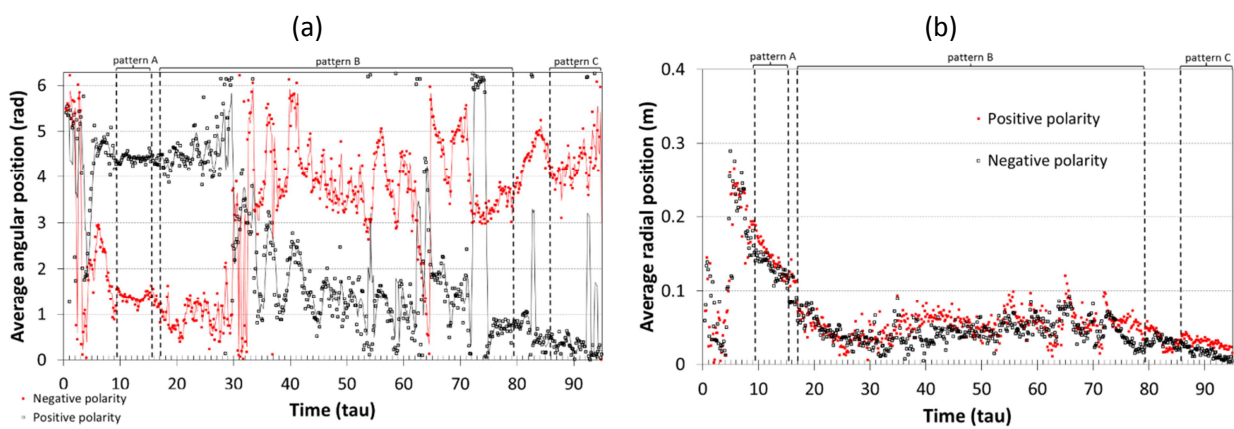 (a)
pattern A
pattern B
pattern C
Average angular position (rad)
6
5
4
3
2
1
0
0 10 20 30 40 50 60 70 80 90
Time (tau)
Negative polarity
Positive polarity
(b)
pattern A
pattern B
pattern C
Average radial position (m)
0.4
0.3
0.2
0.1
0
Positive polarity
Negative polarity
0 10 20 30 40 50 60 70 80 90
Time (tau)